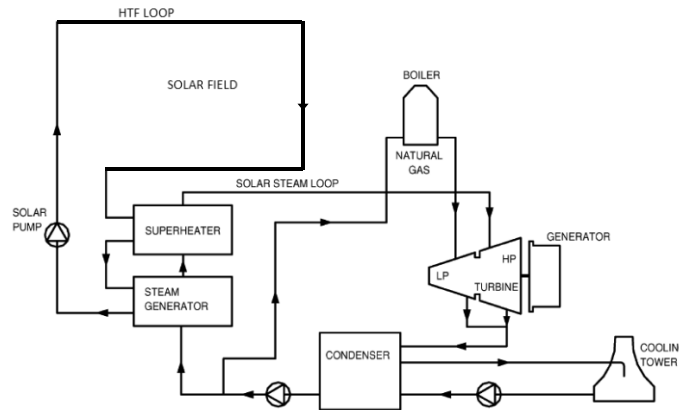 HTF LOOP
SOLAR FIELD
BOILER
NATURAL
GAS
SOLAR STEAM LOOP
SOLAR
PUMP
SUPERHEATER
GENERATOR
HP
LP
TURBINE
STEAM
GENERATOR
CONDENSER
COOLING
TOWER